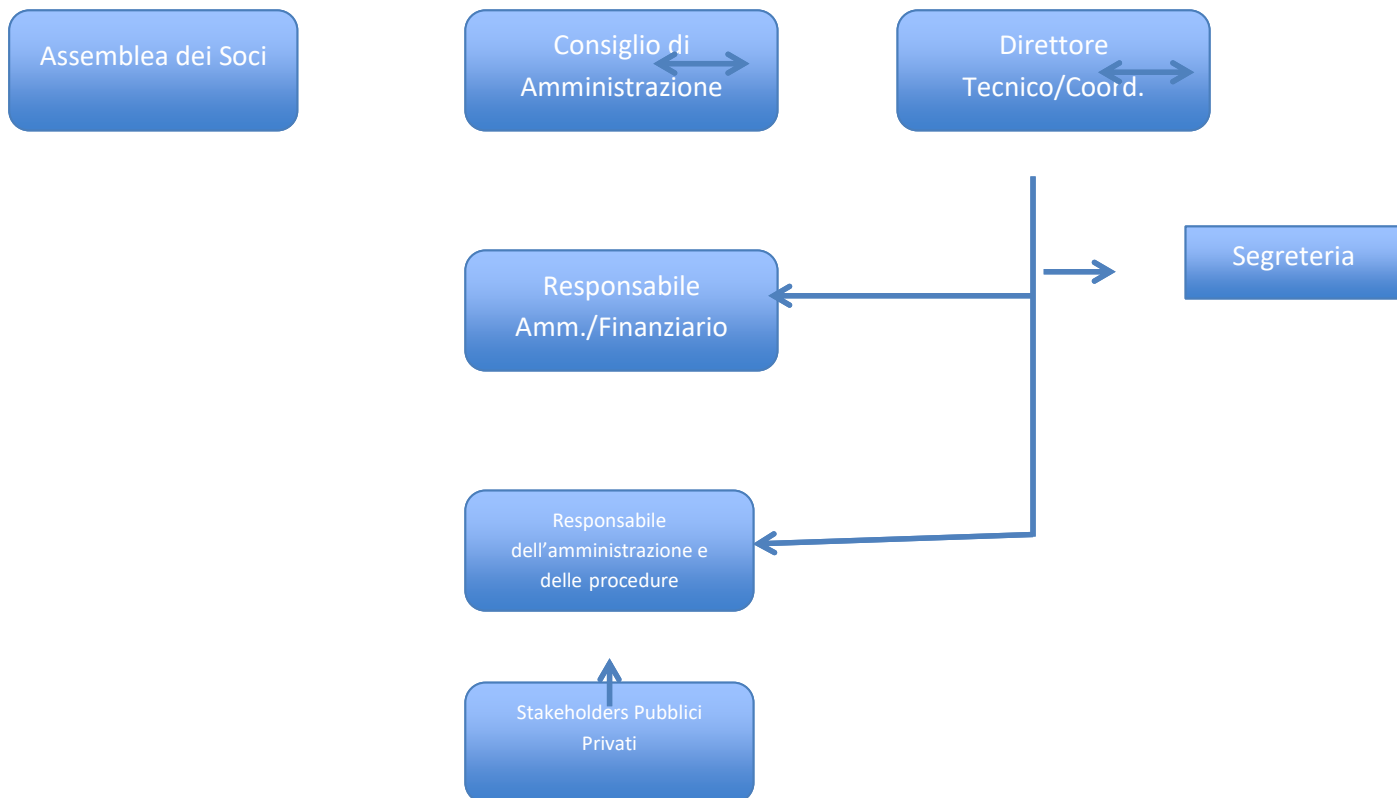 Assemblea dei Soci
Consiglio di
Amministrazione
Direttore
Tecnico/Coord.
Segreteria
Responsabile
Amm./Finanziario
Responsabile
dell’amministrazione e
delle procedure
Stakeholders Pubblici
Privati